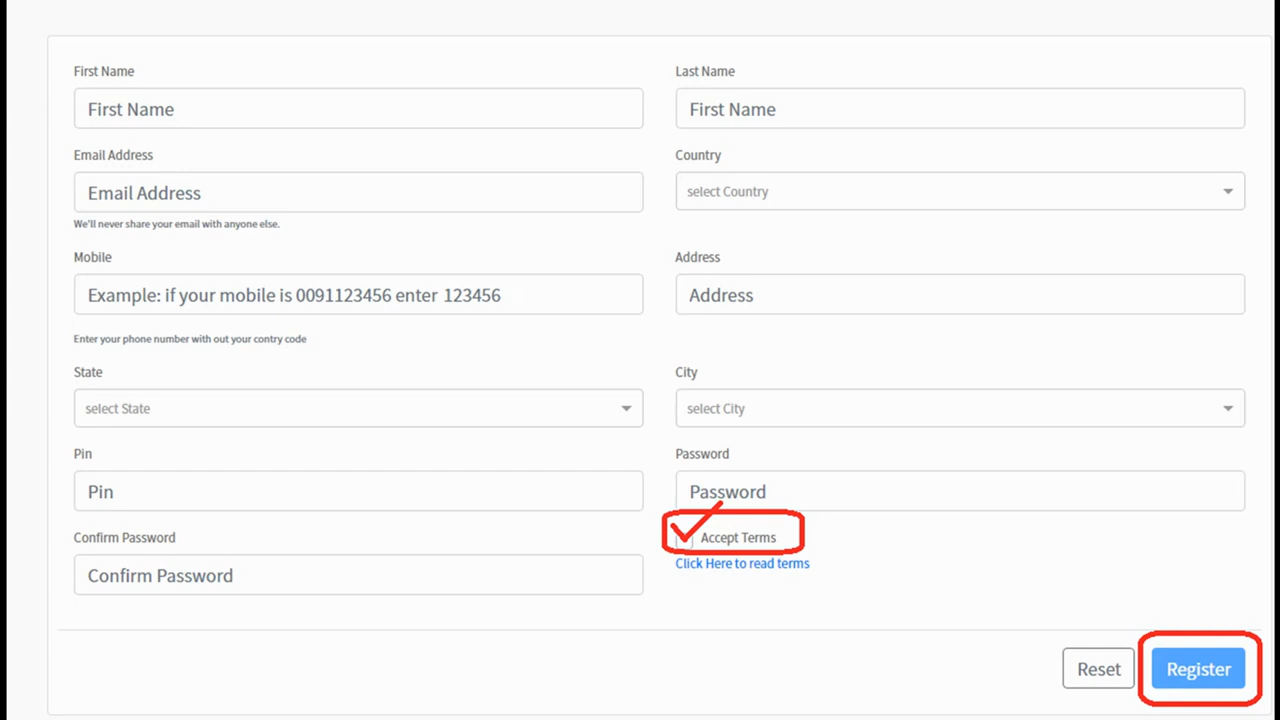 First Name
Last Name
First Name
First Name
Email Address
Country
Email Address
select Country
We'll never share your email with anyone else.
Mobile
Address
Example: if your mobile is 0091123456 enter 123456
Address
Enter your phone number with out your contry code
State
City
select State
select City
Pin
Password
Pin
Password
Confirm Password
Accept Terms
Confirm Password
Click Here to read terms
Reset
Register